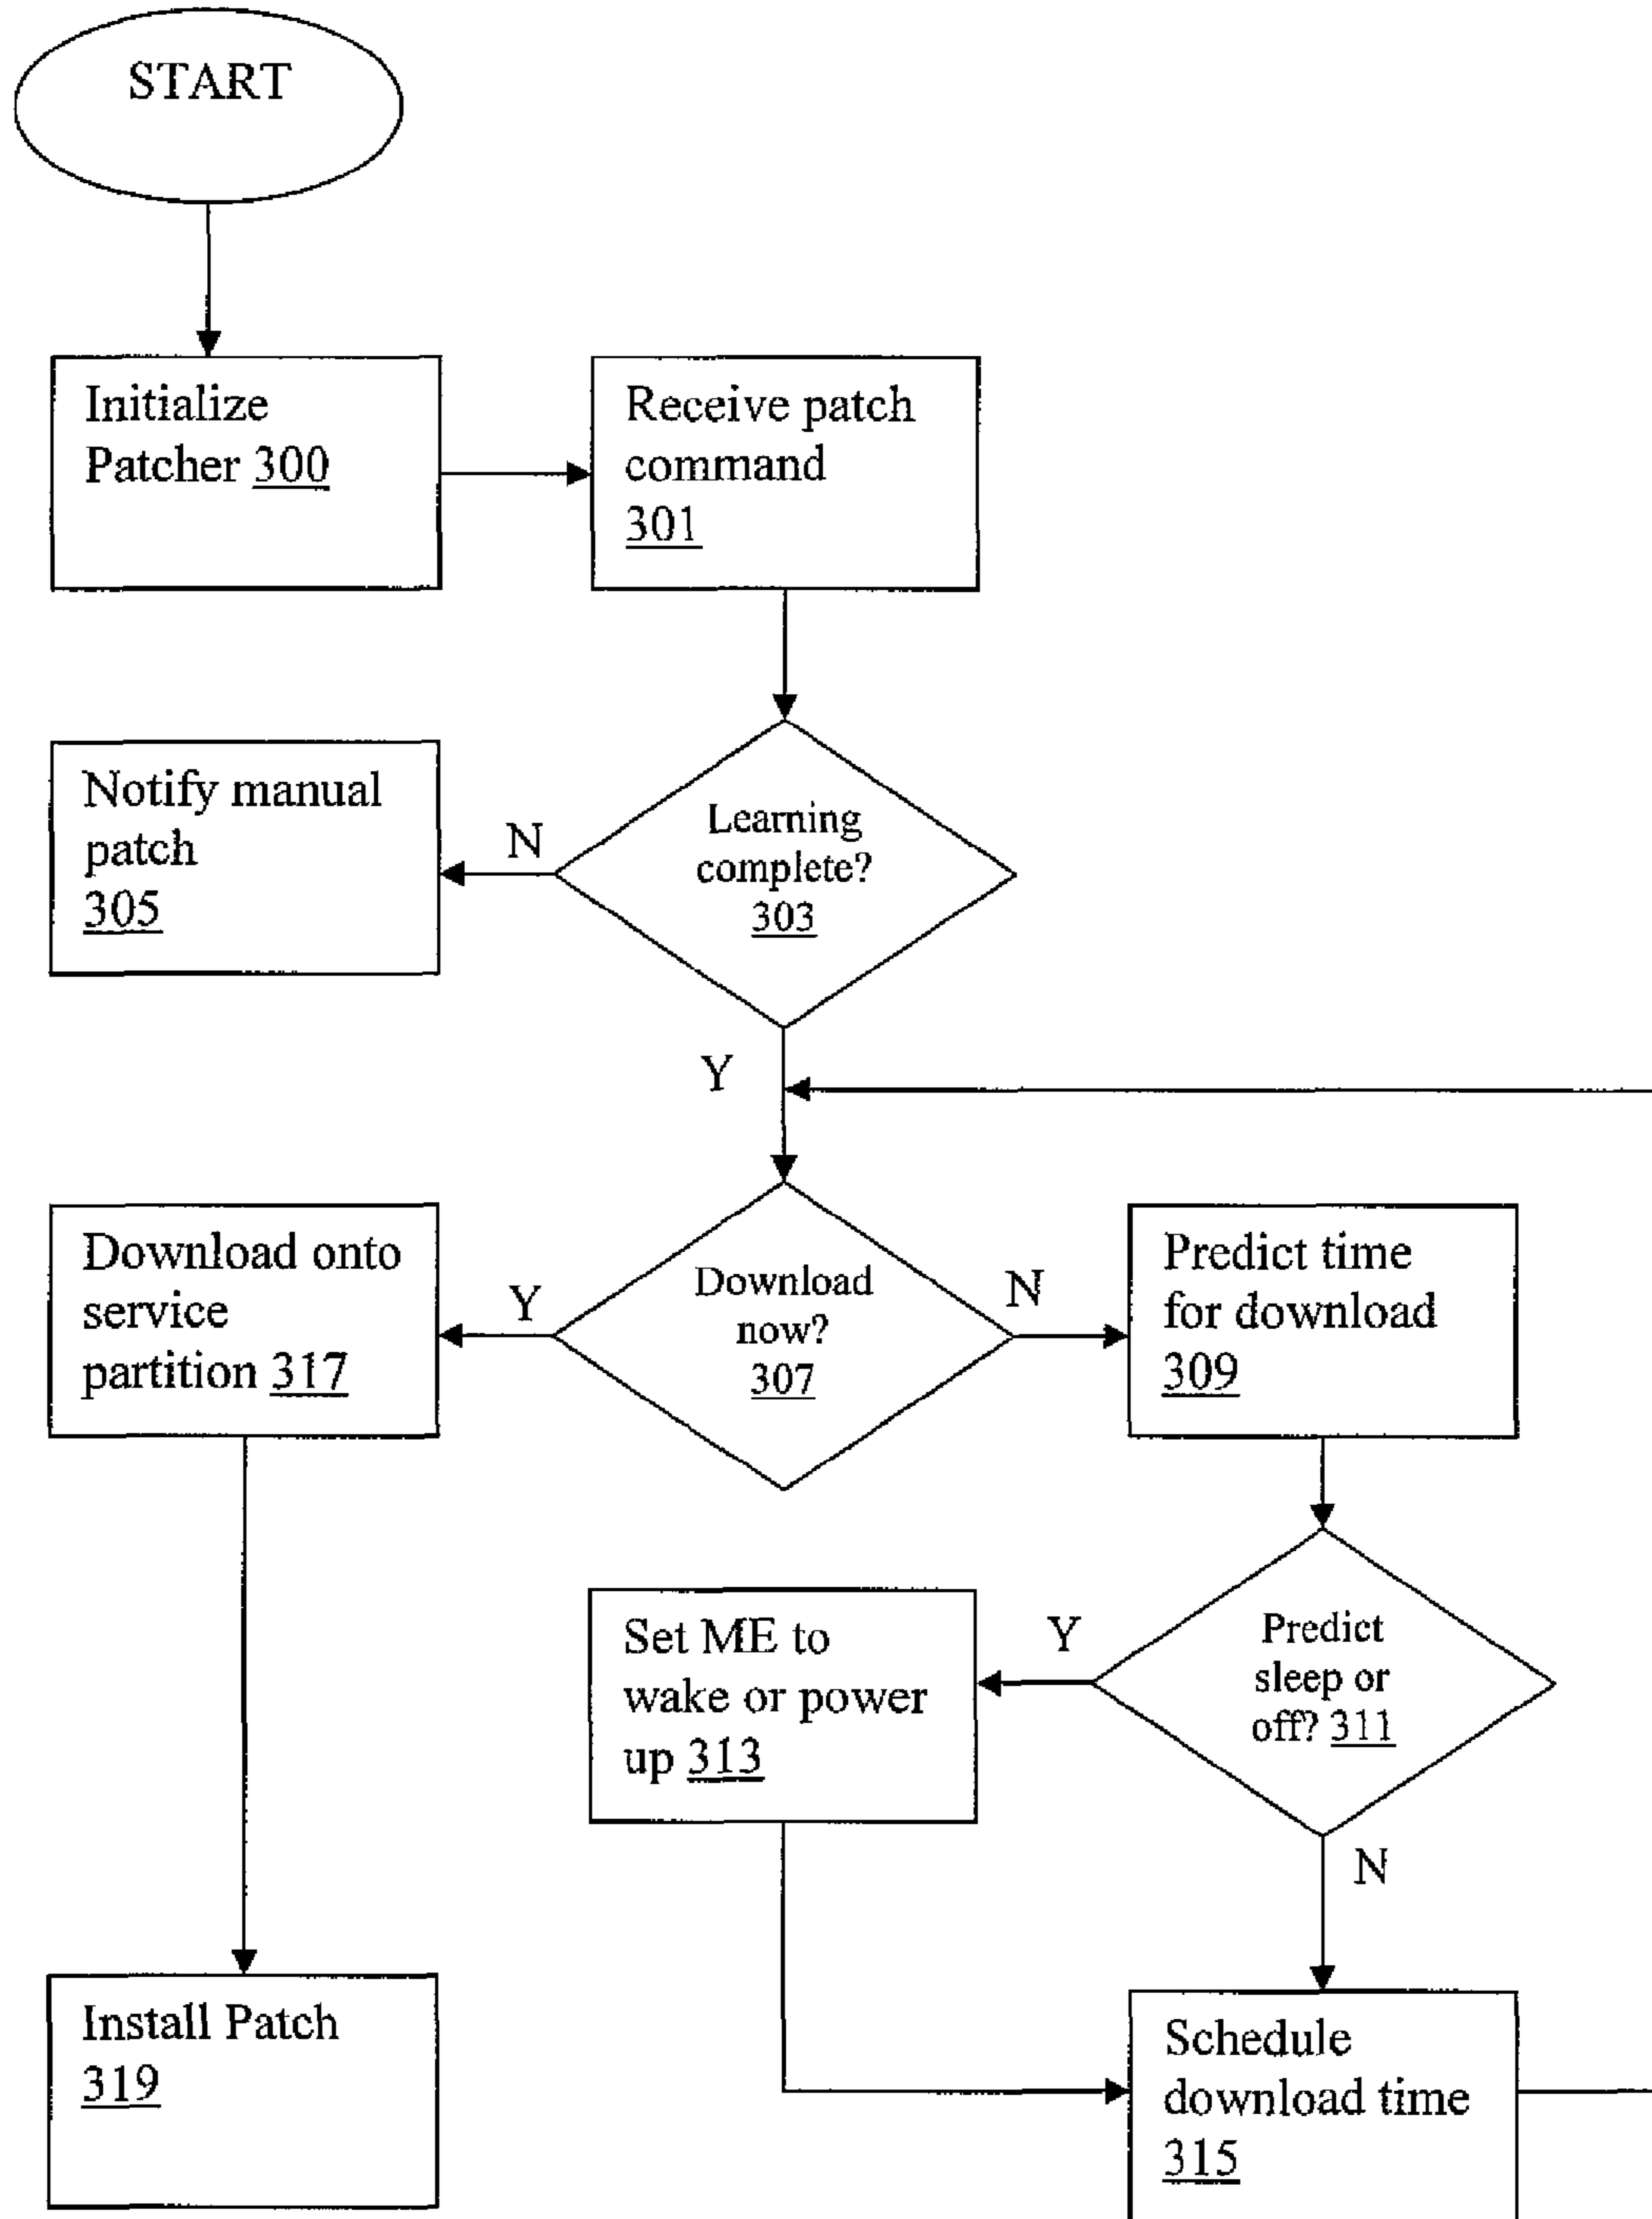 START
Initialize
Patcher 300
Receive patch
command
301
Notify manual
patch
305
N
Learning
complete?
303
Y
Download onto
service
partition 317
Y
Download
now?
307
N
Predict time
for download
309
Set ME to
wake or power
up 313
Y
Predict
sleep or
off? 311
N
Install Patch
319
Schedule
download time
315